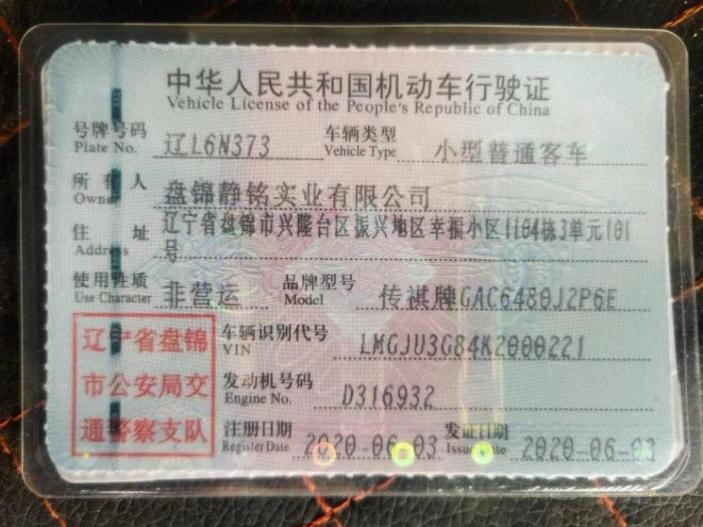 中华人民共和国机动车行驶证
Vehicle License of the People's Republic of China
号牌号码 辽L6N373 车辆类型 小型普通客车
Plate No. Vehicle Type
所有人 盘锦静铭实业有限公司
Owner
住址 辽宁省盘锦市兴隆台区振兴地区幸福小区1104栋3单元101
Address 号
使用性质 非营运 品牌型号 传祺牌GAC6480J2P6E
Use Character Model
辽宁省盘锦 车辆识别代号 LMGJU3G84K2000221
VIN
市公安局交 发动机号码 D316932
Engine No.
通警察支队 注册日期 2020-06-03 发证日期 2020-06-03
Register Date Issue Date